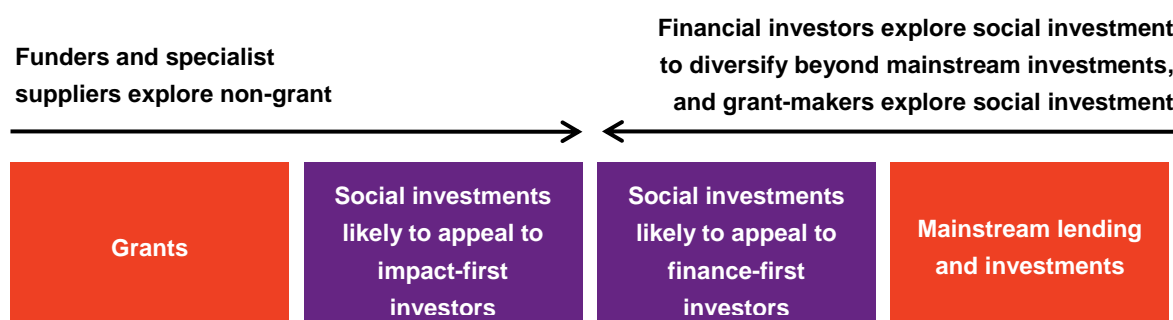 Funders and specialist
suppliers explore non-grant
Financial investors explore social investment
to diversify beyond mainstream investments,
and grant-makers explore social investment
Grants
Social investments
likely to appeal to
impact-first
investors
Social investments
likely to appeal to
finance-first
investors
Mainstream lending
and investments